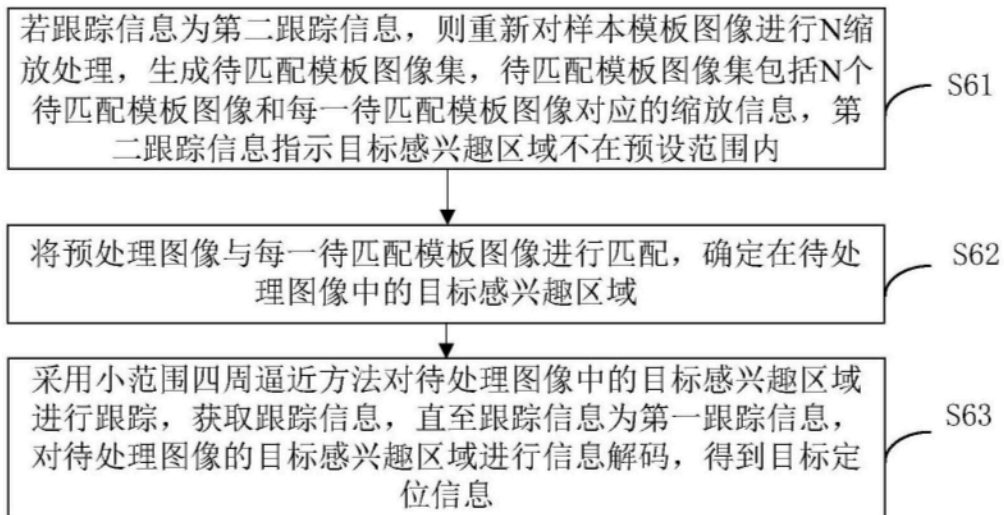 若跟踪信息为第二跟踪信息，则重新对样本模板图像进行N缩
放处理，生成待匹配模板图像集，待匹配模板图像集包括N个
待匹配模板图像和每一待匹配模板图像对应的缩放信息，第
二跟踪信息指示目标感兴趣区域不在预设范围内
S61
将预处理图像与每一待匹配模板图像进行匹配，确定在待处
理图像中的目标感兴趣区域
S62
采用小范围四周逼近方法对待处理图像中的目标感兴趣区域
进行跟踪，获取跟踪信息，直至跟踪信息为第一跟踪信息，
对待处理图像的目标感兴趣区域进行信息解码，得到目标定
位信息
S63